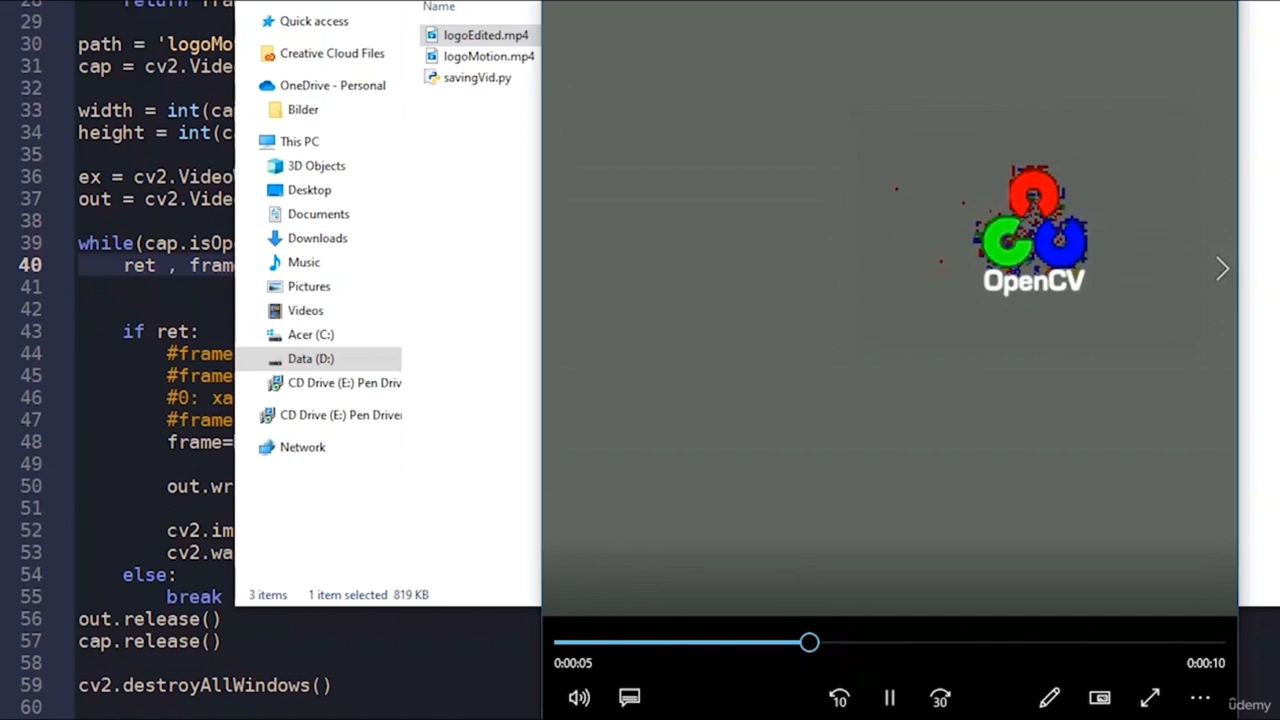 28 return fra
29
30 path = 'logoMo
31 cap = cv2.Vide
32
33 width = int(ca
34 height = int(c
35
36 ex = cv2.Video
37 out = cv2.Vide
38
39 while(cap.isOp
40 ret , fram
41
42
43 if ret:
44 #frame
45 #frame
46 #0: xa
47 #frame
48 frame=
49
50 out.wr
51
52 cv2.im
53 cv2.wa
54 else:
55 break
56 out.release()
57 cap.release()
58
59 cv2.destroyAllWindows()
60
Quick access
Creative Cloud Files
OneDrive - Personal
Bilder
This PC
3D Objects
Desktop
Documents
Downloads
Music
Pictures
Videos
Acer (C:)
Data (D:)
CD Drive (E:) Pen Driv
CD Drive (E:) Pen Driver
Network
3 items 1 item selected 819 KB
Name
logoEdited.mp4
logoMotion.mp4
savingVid.py
OpenCV
0:00:05 0:00:10
10 30
ûdemy